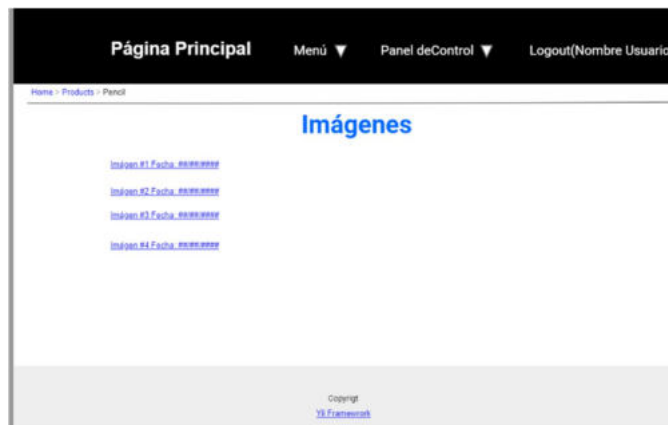 Página Principal Menú ▼ Panel deControl ▼ Logout(Nombre Usuario
Home > Products > Pencil
Imágenes
Imágen #1 Fecha: ##/##/####
Imágen #2 Fecha: ##/##/####
Imágen #3 Fecha: ##/##/####
Imágen #4 Fecha: ##/##/####
Copyrigt
Yii Framework